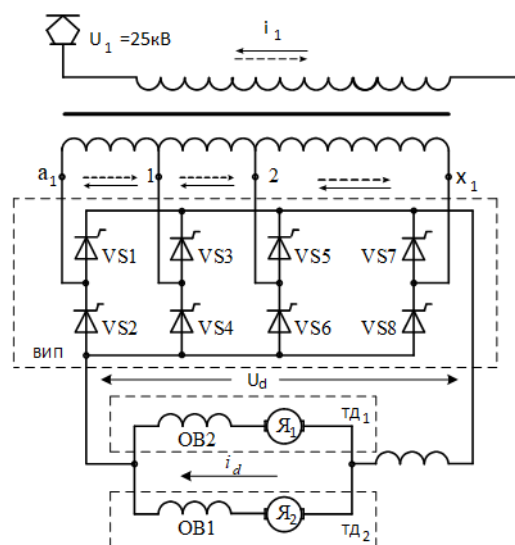 U1 =25кВ
i1
a1 1 2 x1
VS1 VS3 VS5 VS7
VS2 VS4 VS6 VS8
ВИП
Ud
ОВ2 Я1 ТД1
id
ОВ1 Я2 ТД2